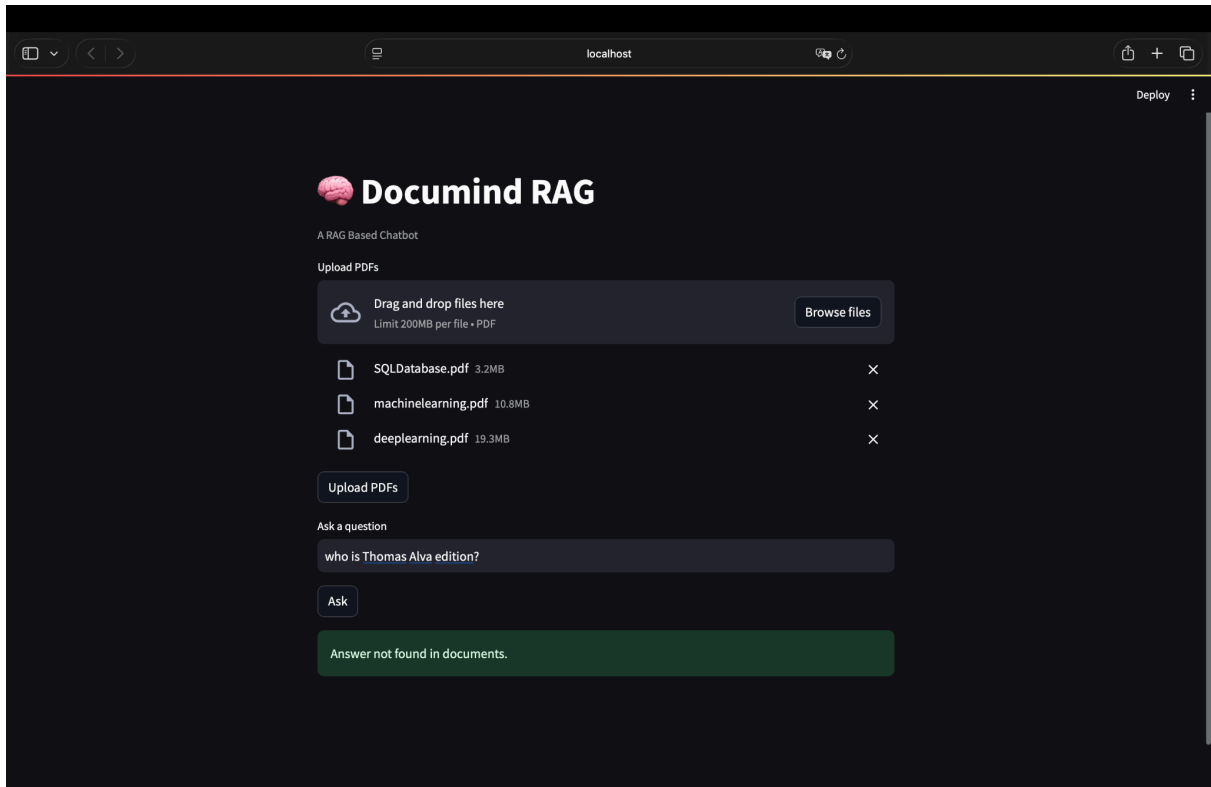 localhost
Deploy
Documind RAG
A RAG Based Chatbot
Upload PDFs
Drag and drop files here
Limit 200MB per file • PDF
Browse files
SQLDatabase.pdf 3.2MB
machinelearning.pdf 10.8MB
deeplearning.pdf 19.3MB
Upload PDFs
Ask a question
who is Thomas Alva edition?
Ask
Answer not found in documents.